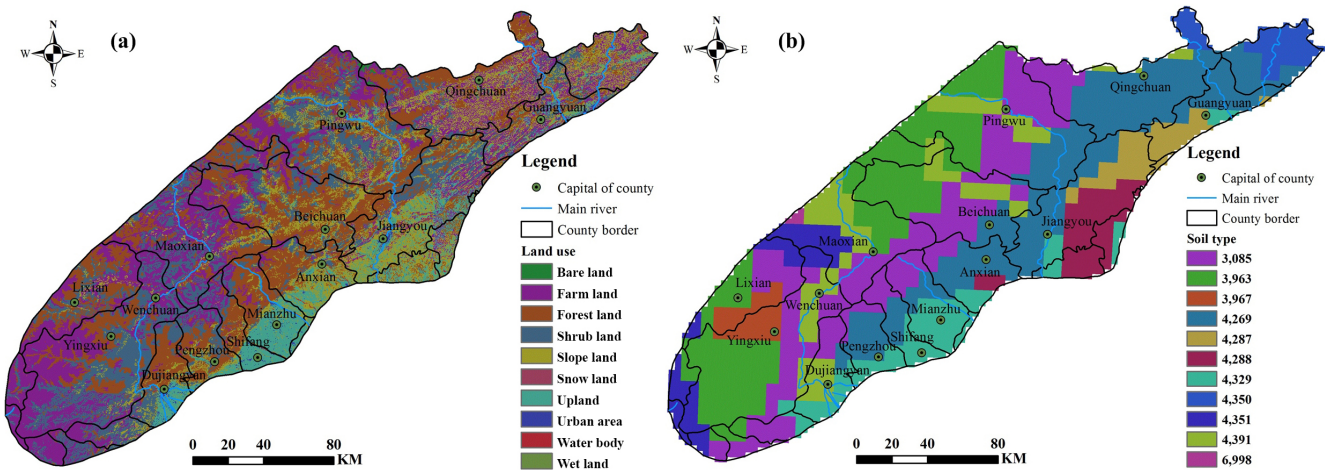 (a)
N
W E
S
Qingchuan
Guangyuan
Pingwu
Beichuan
Jiangyou
Maoxian
Anxian
Lixian
Wenchuan
Mianzhu
Yingxiu
Pengzhou
Shifang
Dujiangyan
Legend
Capital of county
Main river
County border
Land use
Bare land
Farm land
Forest land
Shrub land
Slope land
Snow land
Upland
Urban area
Water body
Wet land
0 20 40 80
KM
(b)
N
W E
S
Qingchuan
Guangyuan
Pingwu
Beichuan
Jiangyou
Maoxian
Anxian
Lixian
Wenchuan
Mianzhu
Yingxiu
Shifang
Pengzhou
Dujiangyan
Legend
Capital of county
Main river
County border
Soil type
3,085
3,963
3,967
4,269
4,287
4,288
4,329
4,350
4,351
4,391
6,998
0 20 40 80
KM